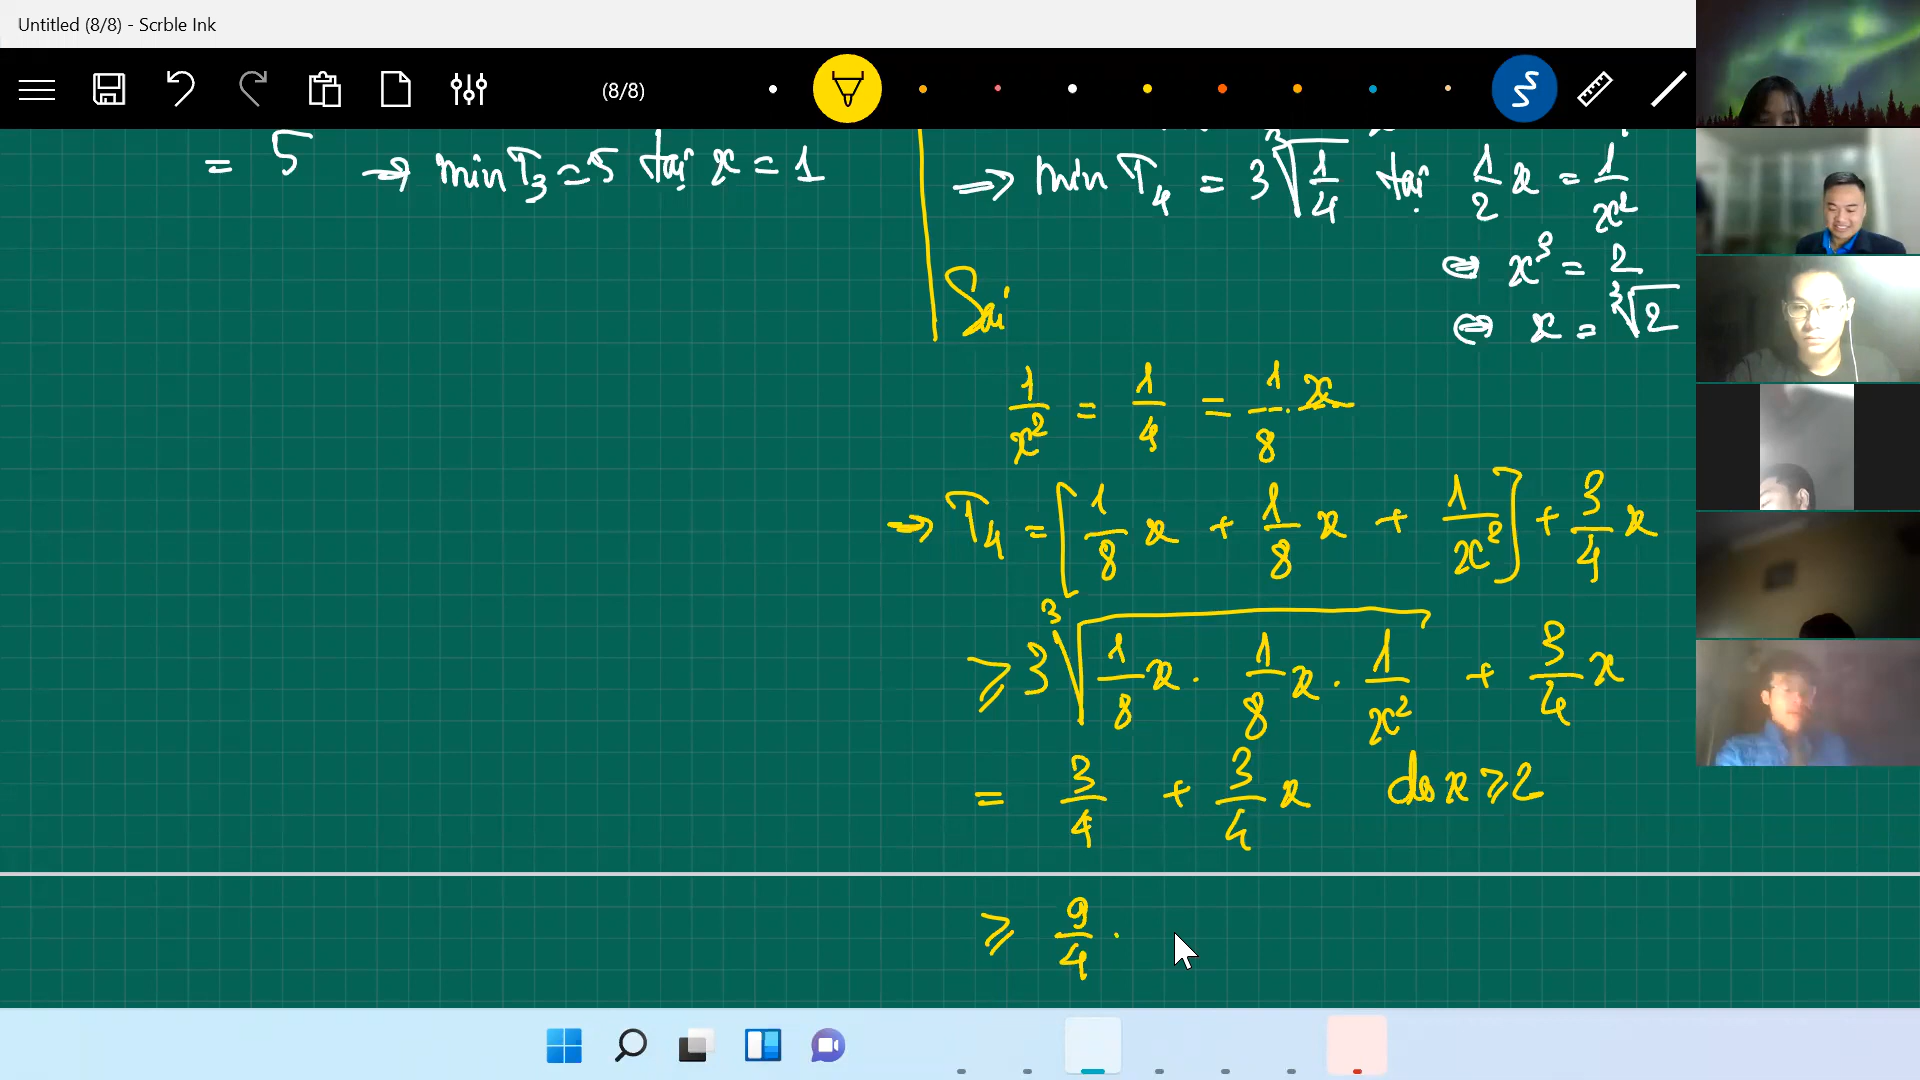 Untitled (8/8) - Scrble Ink
(8/8)
= 5 → min T₃ = 5 tại x = 1
⇒ min T₄ = 3∛(1/4) tại 1/2 x = 1/x²
⇔ x³ = 2
⇔ x = ∛2
Sai
1/x² = 1/4 = 1/8 · x
→ T₄ = [1/8 x + 1/8 x + 1/x²] + 3/4 x
≥ 3∛(1/8 x · 1/8 x · 1/x²) + 3/4 x
= 3/4 + 3/4 x do x ≥ 2
≥ 9/4 .